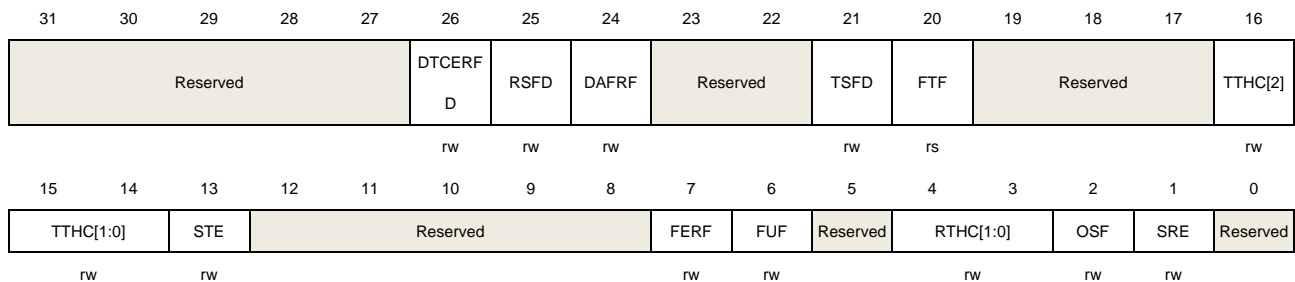 31 30 29 28 27 26 25 24 23 22 21 20 19 18 17 16
Reserved DTCERF D RSFD DAFRF Reserved TSFD FTF Reserved TTHC[2]
rw rw rw rw rs rw
15 14 13 12 11 10 9 8 7 6 5 4 3 2 1 0
TTHC[1:0] STE Reserved FERF FUF Reserved RTHC[1:0] OSF SRE Reserved
rw rw rw rw rw rw rw